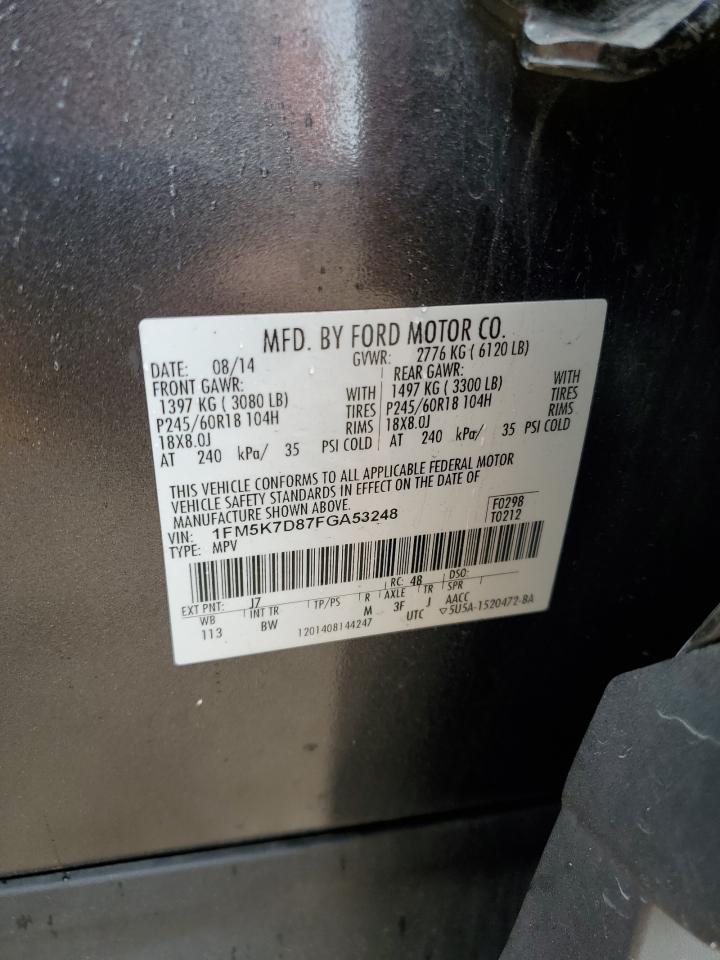 MFD. BY FORD MOTOR CO.
DATE: 08/14 GVWR: 2776 KG ( 6120 LB)
FRONT GAWR: REAR GAWR:
1397 KG ( 3080 LB) WITH 1497 KG ( 3300 LB) WITH
P245/60R18 104H TIRES P245/60R18 104H TIRES
18X8.0J RIMS 18X8.0J RIMS
AT 240 kPa/ 35 PSI COLD AT 240 kPa/ 35 PSI COLD
THIS VEHICLE CONFORMS TO ALL APPLICABLE FEDERAL MOTOR
VEHICLE SAFETY STANDARDS IN EFFECT ON THE DATE OF
MANUFACTURE SHOWN ABOVE.
VIN: 1FM5K7D87FGA53248 F0298
TYPE: MPV T0212
EXT PNT: J7 RC: 48 DSO:
WB INT TR TP/PS R AXLE TR SPR
113 BW M 3F J AACC
1201408144247 UTC ▽5U5A-1520472-BA